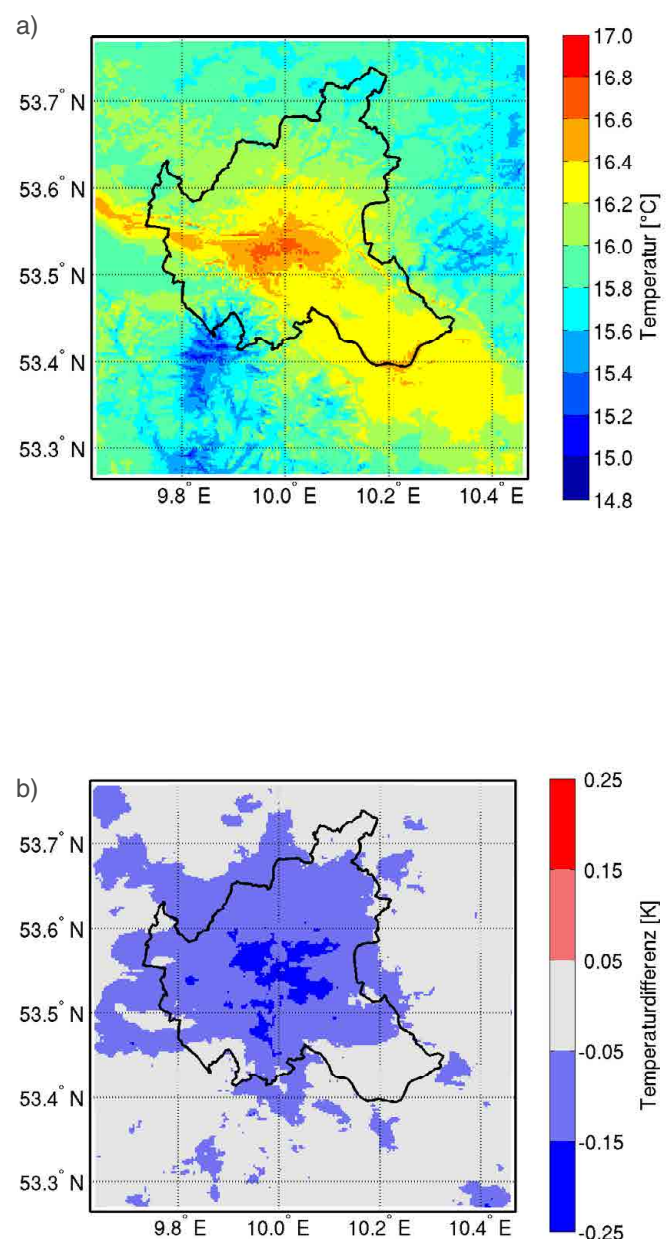 a)
53.7° N
53.6° N
53.5° N
53.4° N
53.3° N
9.8° E 10.0° E 10.2° E 10.4° E
17.0
16.8
16.6
16.4
16.2
16.0
15.8
15.6
15.4
15.2
15.0
14.8
Temperatur [°C]
b)
53.7° N
53.6° N
53.5° N
53.4° N
53.3° N
9.8° E 10.0° E 10.2° E 10.4° E
0.25
0.15
0.05
-0.05
-0.15
-0.25
Temperaturdifferenz [K]